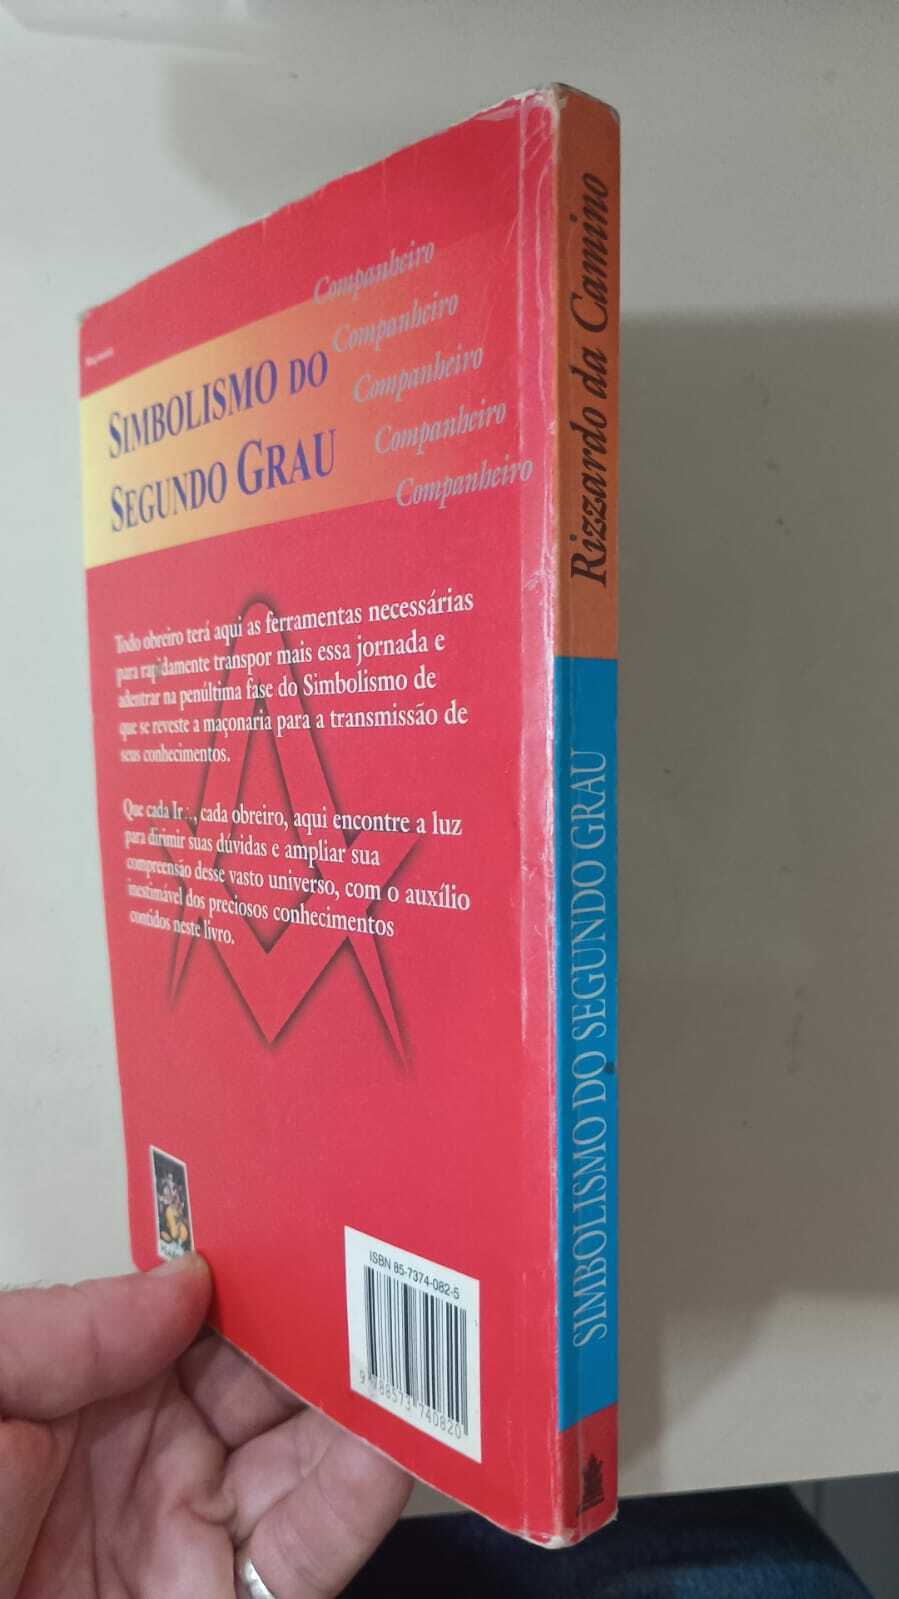 Companheiro
Companheiro
Companheiro
Companheiro
Companheiro
SIMBOLISMO DO
SEGUNDO GRAU
Todo obreiro terá aqui as ferramentas necessárias
para rapidamente transpor mais essa jornada e
adentrar na penúltima fase do Simbolismo de
que se reveste a maçonaria para a transmissão de
seus conhecimentos.
Que cada Ir∴, cada obreiro, aqui encontre a luz
para dirimir suas dúvidas e ampliar sua
compreensão desse vasto universo, com o auxílio
inestimável dos preciosos conhecimentos
contidos neste livro.
ISBN 85-7374-082-5
9 788573 740820
Rizzardo da Camino
SIMBOLISMO DO SEGUNDO GRAU